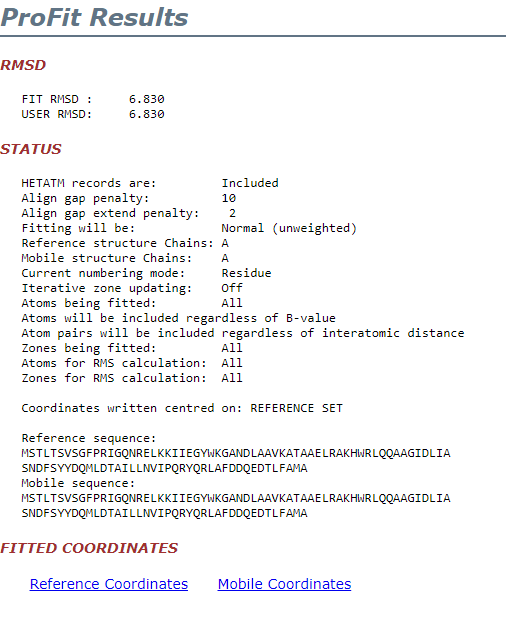 ProFit Results
RMSD
FIT RMSD : 6.830
USER RMSD: 6.830
STATUS
HETATM records are: Included
Align gap penalty: 10
Align gap extend penalty: 2
Fitting will be: Normal (unweighted)
Reference structure Chains: A
Mobile structure Chains: A
Current numbering mode: Residue
Iterative zone updating: Off
Atoms being fitted: All
Atoms will be included regardless of B-value
Atom pairs will be included regardless of interatomic distance
Zones being fitted: All
Atoms for RMS calculation: All
Zones for RMS calculation: All
Coordinates written centred on: REFERENCE SET
Reference sequence:
MSTLTSVSGFPRIGQNRELKKIIEGYWKGANDLAAVKATAAELRAKHWRLQQAAGIDLIA
SNDFSYYDQMLDTAILLNVIPQRYQRLAFDDQEDTLFAMA
Mobile sequence:
MSTLTSVSGFPRIGQNRELKKIIEGYWKGANDLAAVKATAAELRAKHWRLQQAAGIDLIA
SNDFSYYDQMLDTAILLNVIPQRYQRLAFDDQEDTLFAMA
FITTED COORDINATES
Reference Coordinates Mobile Coordinates